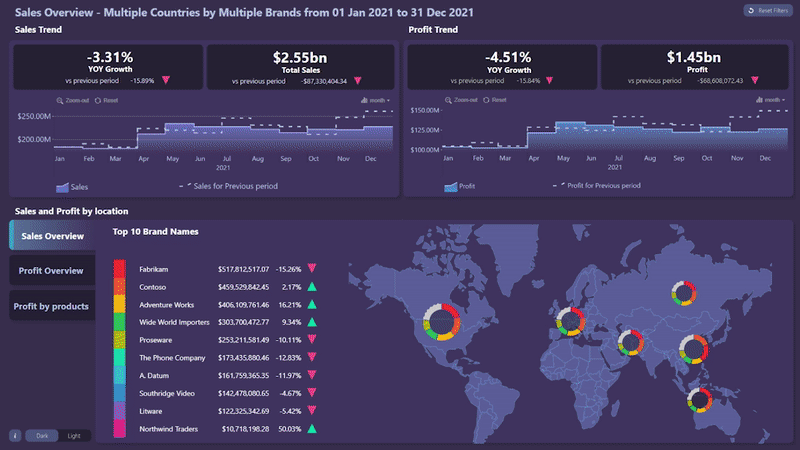 Sales Overview - Multiple Countries by Multiple Brands from 01 Jan 2021 to 31 Dec 2021
Reset Filters
Sales Trend
-3.31%
YOY Growth
vs previous period -15.89%
$2.55bn
Total Sales
vs previous period -$87,330,404.34
Zoom-out Reset
month
$250.00M
$200.00M
Jan Feb Mar Apr May Jun Jul Aug Sep Oct Nov Dec
2021
Sales
Sales for Previous period
Profit Trend
-4.51%
YOY Growth
vs previous period -15.84%
$1.45bn
Profit
vs previous period -$68,608,072.43
Zoom-out Reset
month
$150.00M
$125.00M
$100.00M
Jan Feb Mar Apr May Jun Jul Aug Sep Oct Nov Dec
2021
Profit
Profit for Previous period
Sales and Profit by location
Sales Overview
Profit Overview
Profit by products
Top 10 Brand Names
Fabrikam $517,812,517.07 -15.26%
Contoso $459,529,842.45 2.17%
Adventure Works $406,109,761.46 16.21%
Wide World Importers $303,700,472.77 9.34%
Proseware $253,211,581.49 -10.11%
The Phone Company $173,435,880.46 -12.83%
A. Datum $161,759,365.35 -11.97%
Southridge Video $142,478,080.65 -4.67%
Litware $122,325,342.69 -5.42%
Northwind Traders $10,718,198.28 50.03%
i
Dark Light